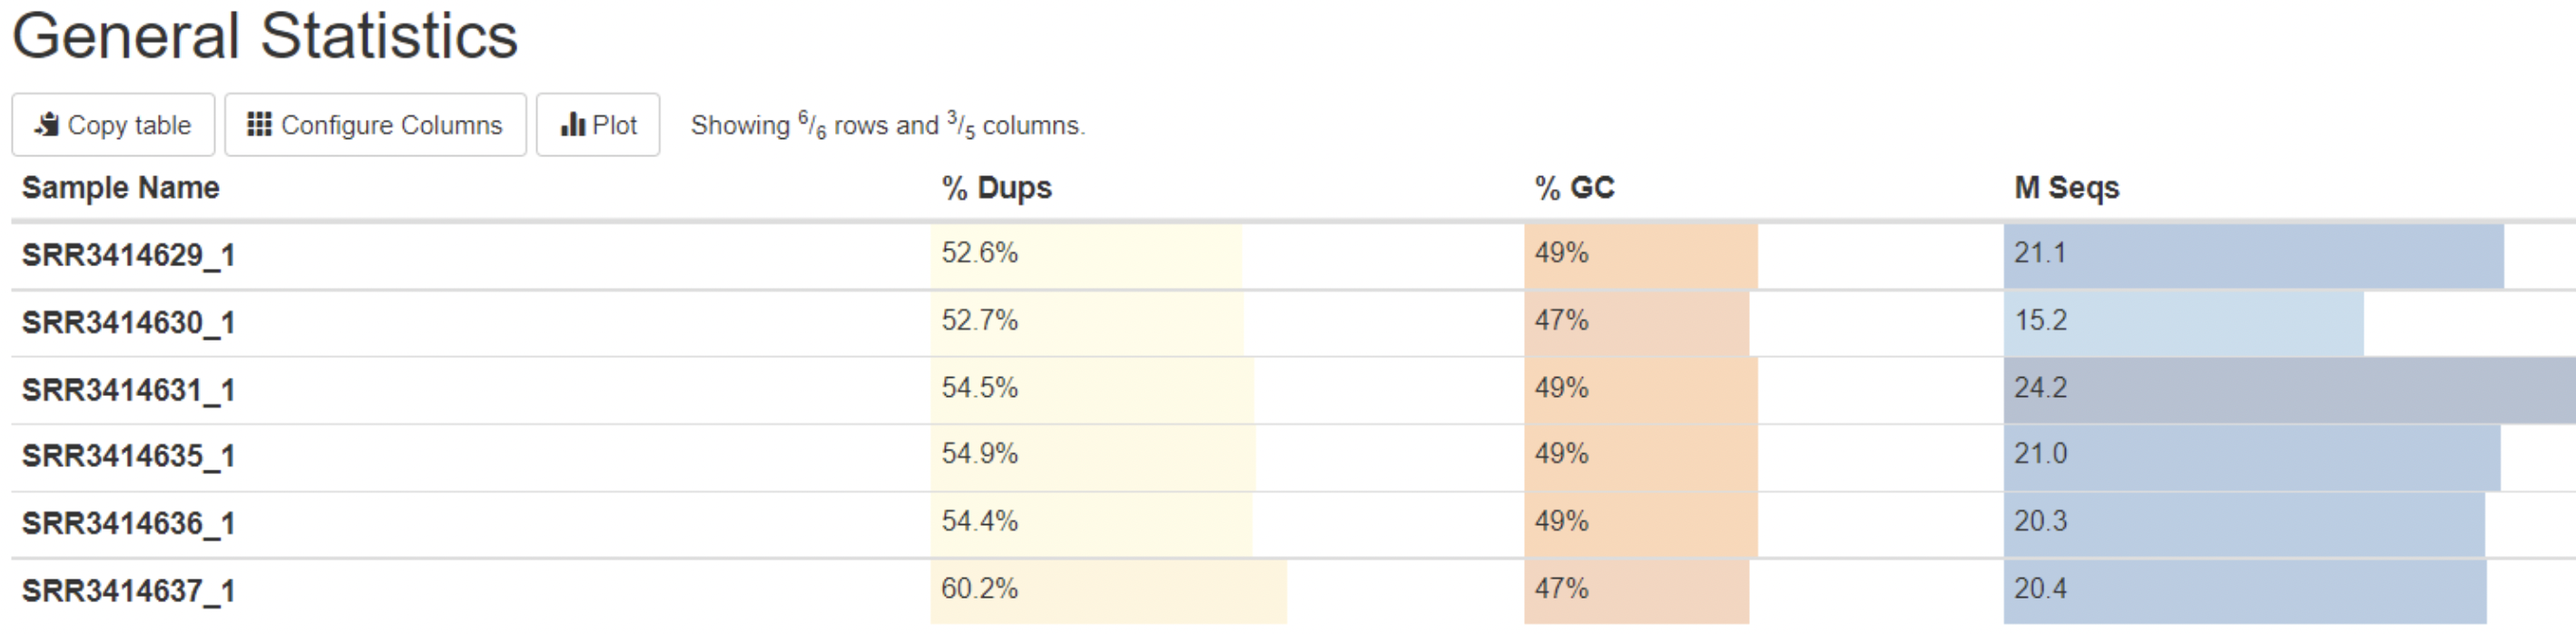 General Statistics
Copy table Configure Columns Plot Showing 6/6 rows and 3/5 columns.
Sample Name % Dups % GC M Seqs
SRR3414629_1 52.6% 49% 21.1
SRR3414630_1 52.7% 47% 15.2
SRR3414631_1 54.5% 49% 24.2
SRR3414635_1 54.9% 49% 21.0
SRR3414636_1 54.4% 49% 20.3
SRR3414637_1 60.2% 47% 20.4